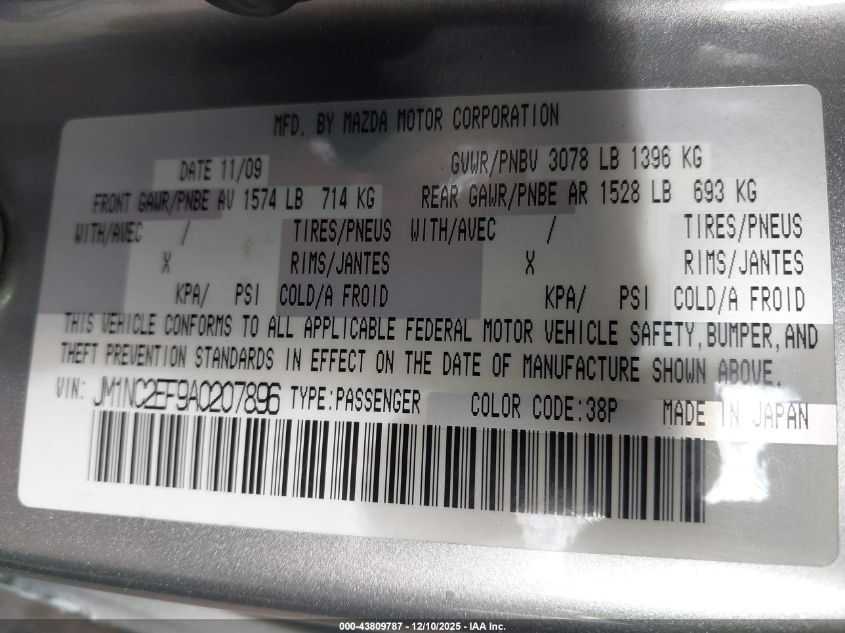 MFD. BY MAZDA MOTOR CORPORATION
DATE 11/09 GVWR/PNBV 3078 LB 1396 KG
FRONT GAWR/PNBE AV 1574 LB 714 KG REAR GAWR/PNBE AR 1528 LB 693 KG
WITH/AVEC / TIRES/PNEUS WITH/AVEC / TIRES/PNEUS
X RIMS/JANTES X RIMS/JANTES
KPA/ PSI COLD/A FROID KPA/ PSI COLD/A FROID
THIS VEHICLE CONFORMS TO ALL APPLICABLE FEDERAL MOTOR VEHICLE SAFETY, BUMPER, AND
THEFT PREVENTION STANDARDS IN EFFECT ON THE DATE OF MANUFACTURE SHOWN ABOVE.
VIN: JM1NC2EF9A0207896 TYPE:PASSENGER COLOR CODE:38P MADE IN JAPAN
000-43809787 - 12/10/2025 - IAA Inc.